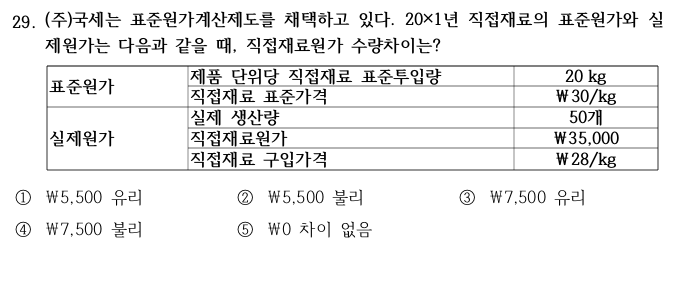 29. (주)국세는 표준원가계산제도를 채택하고 있다. 20×1년 직접재료의 표준원가와 실
제원가는 다음과 같을 때, 직접재료원가 수량차이는?
표준원가 제품 단위당 직접재료 표준투입량 20 kg
직접재료 표준가격 ₩30/kg
실제원가 실제 생산량 50개
직접재료원가 ₩35,000
직접재료 구입가격 ₩28/kg
① ₩5,500 유리 ② ₩5,500 불리 ③ ₩7,500 유리
④ ₩7,500 불리 ⑤ ₩0 차이 없음